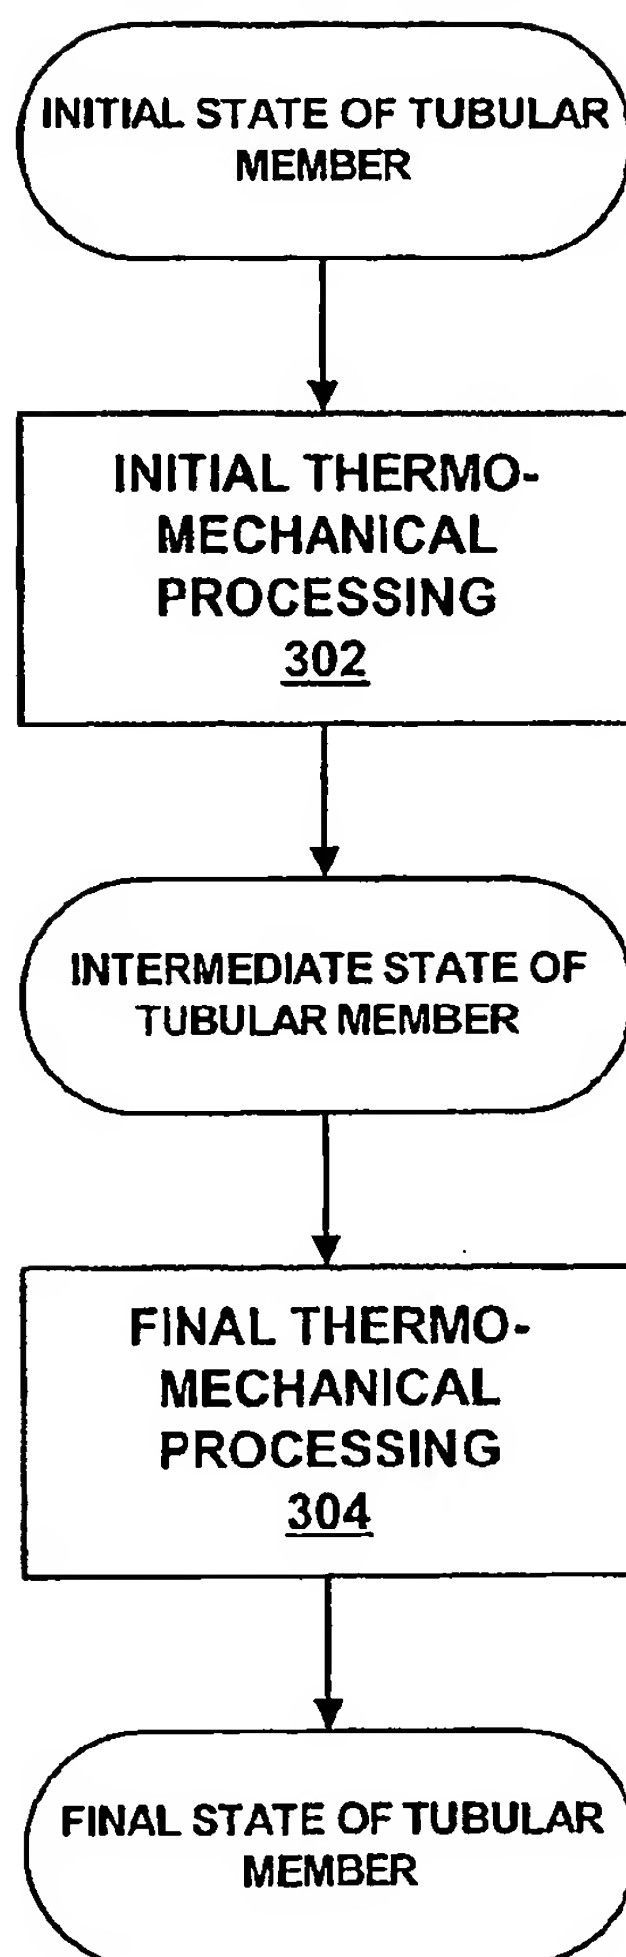 INITIAL STATE OF TUBULAR
MEMBER
INITIAL THERMO-
MECHANICAL
PROCESSING
302
INTERMEDIATE STATE OF
TUBULAR MEMBER
FINAL THERMO-
MECHANICAL
PROCESSING
304
FINAL STATE OF TUBULAR
MEMBER